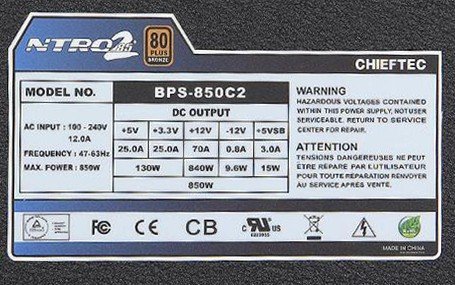 NITRO 2 85
80 PLUS BRONZE
CHIEFTEC
MODEL NO. BPS-850C2
DC OUTPUT
AC INPUT : 100 - 240V 12.0A
FREQUENCY : 47-63Hz
MAX. POWER : 850W
+5V +3.3V +12V -12V +5VSB
25.0A 25.0A 70A 0.8A 3.0A
130W 840W 9.6W 15W
850W
WARNING
HAZARDOUS VOLTAGES CONTAINED
WITHIN THIS POWER SUPPLY, NOT USER
SERVICEABLE. RETURN TO SERVICE
CENTER FOR REPAIR.
ATTENTION
TENSIONS DANGEREUSES NE PEUT
ÊTRE RÉPARE PAR L'UTILISATEUR
POUR TOUTE RÉPARATION RENVOYER
AU SERVICE APRÈS VENTE.
FC CE CB c RU us
MADE IN CHINA